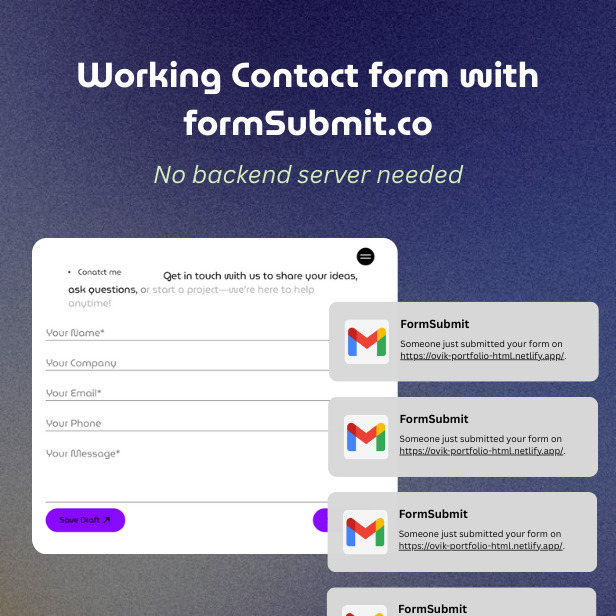 Working Contact form with
formSubmit.co
No backend server needed
• Conatct me
Get in touch with us to share your ideas,
ask questions, or start a project—we're here to help
anytime!
Your Name*
Your Company
Your Email*
Your Phone
Your Message*
Save Draft
FormSubmit
Someone just submitted your form on
https://ovik-portfolio-html.netlify.app/.
FormSubmit
Someone just submitted your form on
https://ovik-portfolio-html.netlify.app/.
FormSubmit
Someone just submitted your form on
https://ovik-portfolio-html.netlify.app/.
FormSubmit